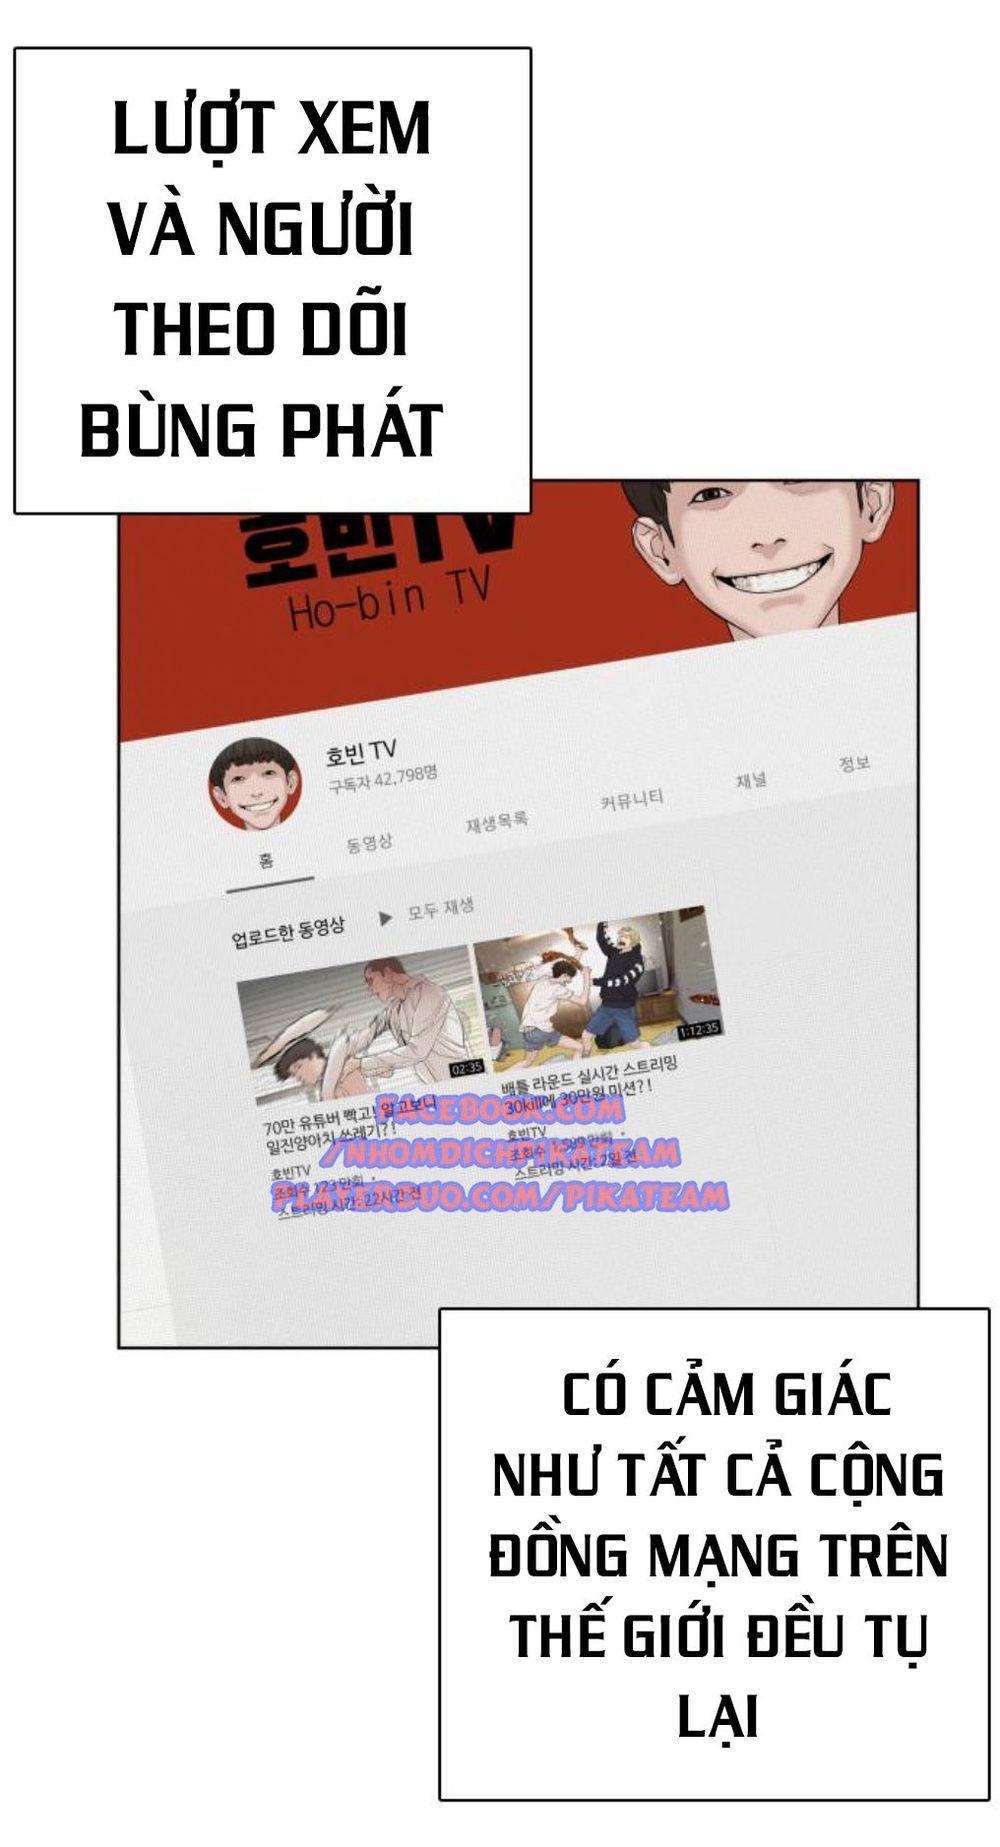 LƯỢT XEM
VÀ NGƯỜI
THEO DÕI
BÙNG PHÁT
호빈TV
Ho-bin TV
호빈 TV
구독자 42,798명
홈 동영상 재생목록 커뮤니티 채널 정보
업로드한 동영상 ▶ 모두 재생
02:35
1:12:35
70만 유튜버 빡고! 알고보니
일진양아치 쓰레기?!
호빈TV
조회수 123만회 ·
스트리밍 시간: 22시간 전
배틀 라운드 실시간 스트리밍
30kill에 30만원 미션?!
호빈TV
조회수
스트리밍 시간: 2일 전
FACEBOOK.COM
/NHOMDICHPIKATEAM
PLAYERDUO.COM/PIKATEAM
CÓ CẢM GIÁC
NHƯ TẤT CẢ CỘNG
ĐỒNG MẠNG TRÊN
THẾ GIỚI ĐỀU TỤ
LẠI